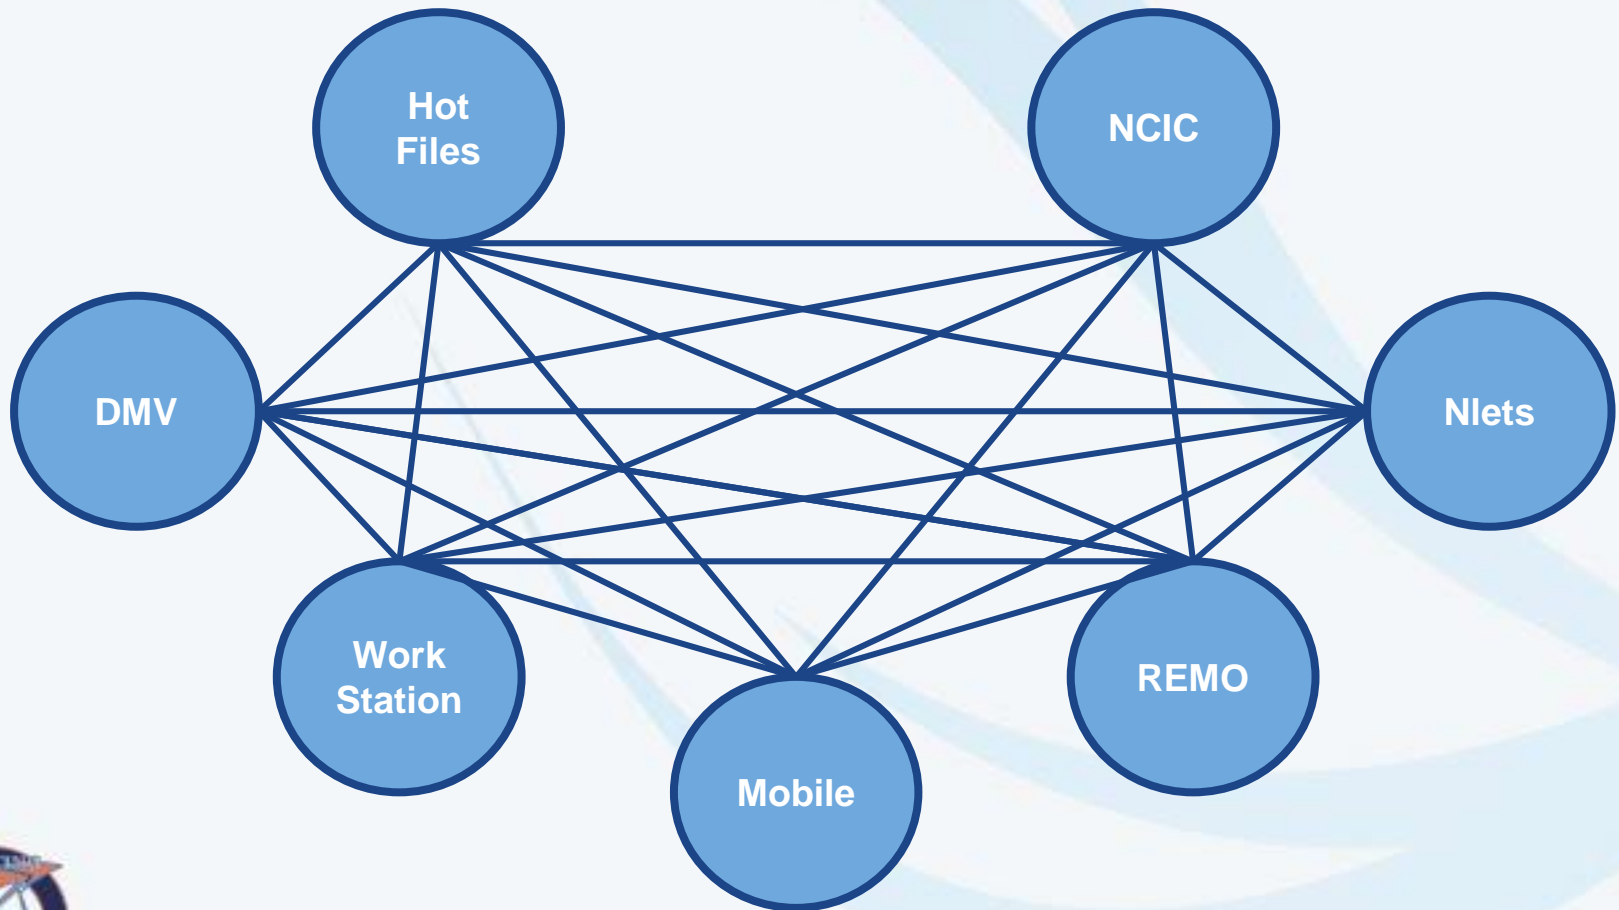 Hot
Files
NCIC
DMV
Nlets
Work
Station
REMO
Mobile